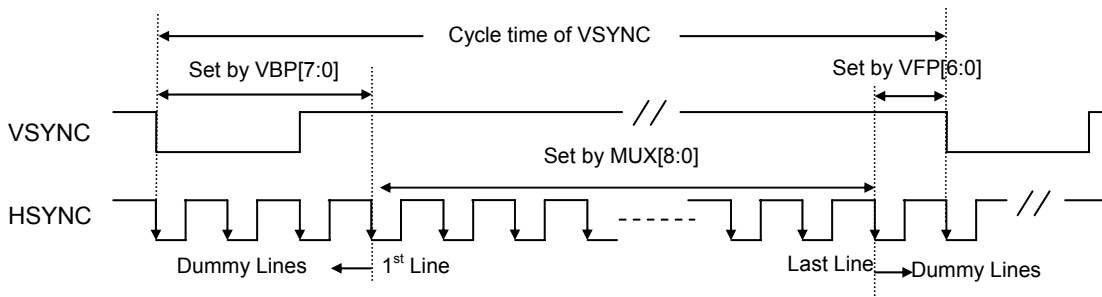 Cycle time of VSYNC
Set by VBP[7:0]
Set by VFP[6:0]
VSYNC
Set by MUX[8:0]
HSYNC
Dummy Lines
1st Line
Last Line
Dummy Lines